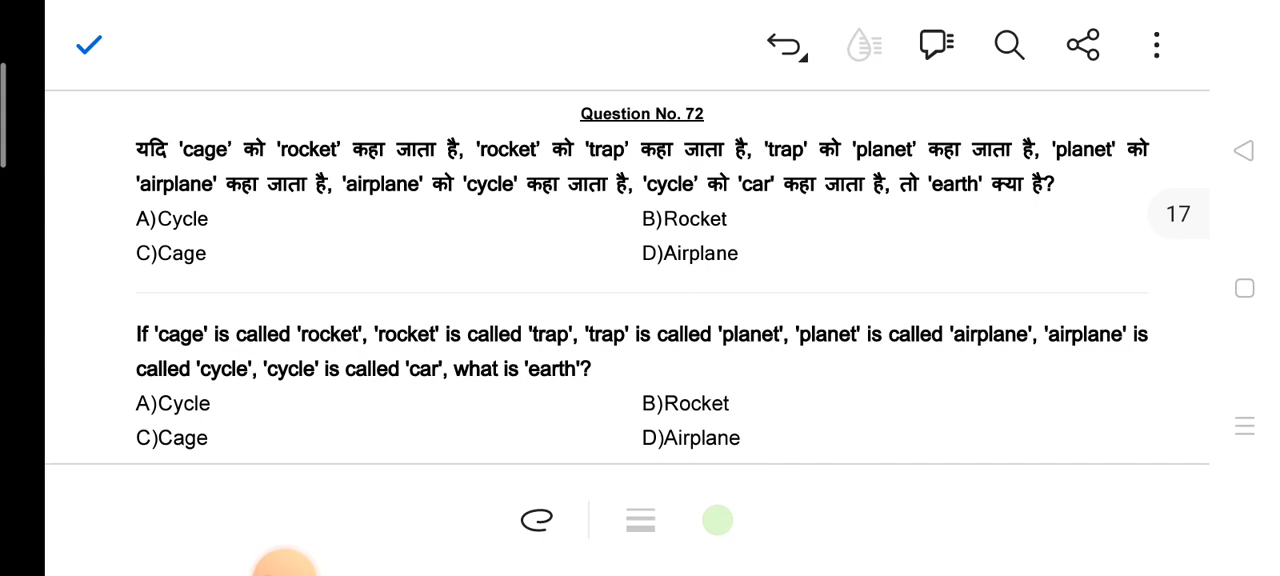 Question No. 72
यदि 'cage’ को 'rocket’ कहा जाता है, 'rocket’ को 'trap’ कहा जाता है, 'trap' को 'planet’ कहा जाता है, 'planet' को
'airplane' कहा जाता है, 'airplane' को 'cycle' कहा जाता है, 'cycle’ को 'car' कहा जाता है, तो 'earth' क्या है?
A)Cycle B)Rocket
17
C)Cage D)Airplane
If 'cage' is called 'rocket', 'rocket' is called 'trap', 'trap' is called 'planet', 'planet' is called 'airplane', 'airplane' is
called 'cycle', 'cycle' is called 'car', what is 'earth'?
A)Cycle B)Rocket
C)Cage D)Airplane